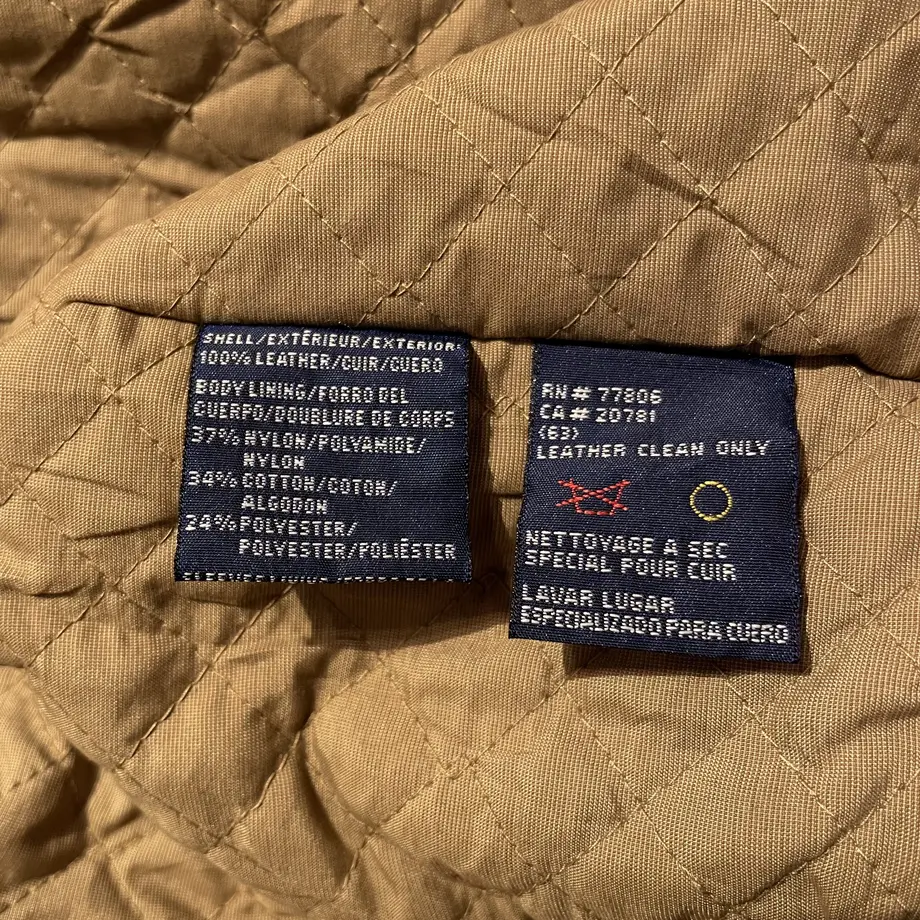 SHELL/EXTÉRIEUR/EXTERIOR:
100% LEATHER/CUIR/CUERO
BODY LINING/FORRO DEL
CUERPO/DOUBLURE DE CORPS
37% NYLON/POLYAMIDE/
NYLON
34% COTTON/COTON/
ALGODON
24% POLYESTER/
POLYESTER/POLIÉSTER
RN # 77806
CA # 20781
(63)
LEATHER CLEAN ONLY
NETTOYAGE A SEC
SPECIAL POUR CUIR
LAVAR LUGAR
ESPECIALIZADO PARA CUERO